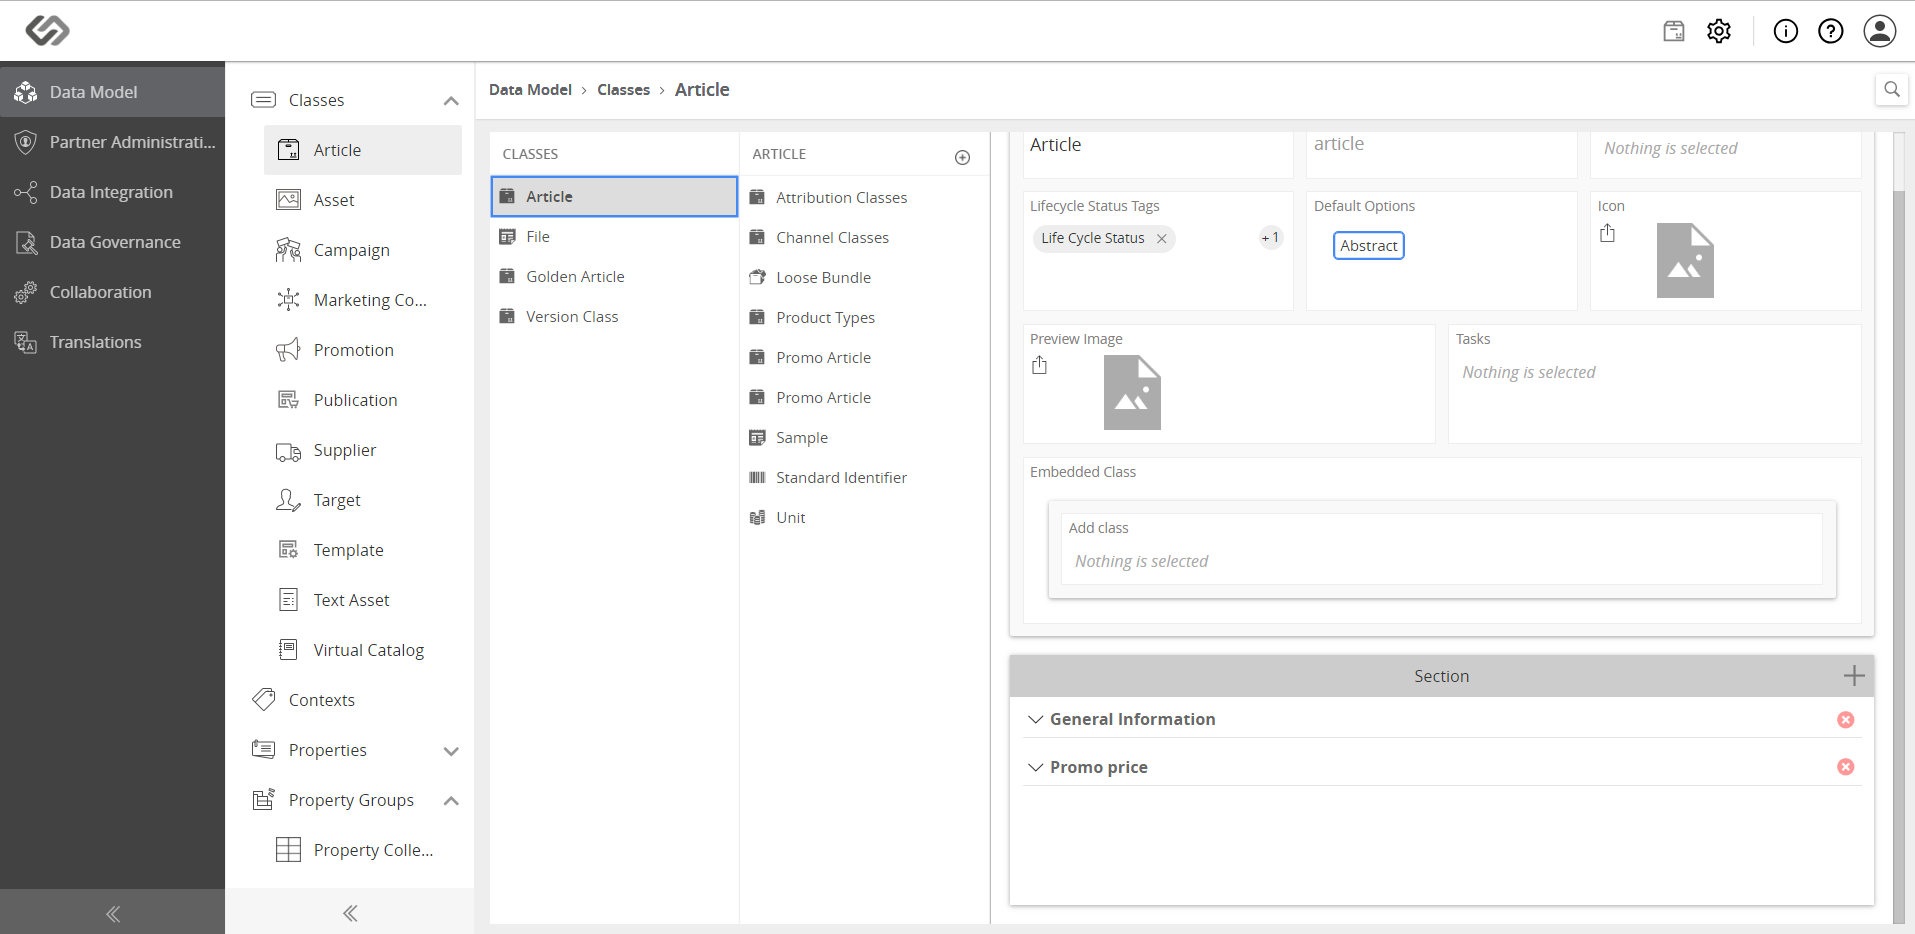 Data Model
Partner Administrati...
Data Integration
Data Governance
Collaboration
Translations
Classes
Article
Asset
Campaign
Marketing Co...
Promotion
Publication
Supplier
Target
Template
Text Asset
Virtual Catalog
Contexts
Properties
Property Groups
Property Colle...
Data Model > Classes > Article
CLASSES
Article
File
Golden Article
Version Class
ARTICLE
Attribution Classes
Channel Classes
Loose Bundle
Product Types
Promo Article
Promo Article
Sample
Standard Identifier
Unit
Article
article
Nothing is selected
Lifecycle Status Tags
Life Cycle Status
+1
Default Options
Abstract
Icon
Preview Image
Tasks
Nothing is selected
Embedded Class
Add class
Nothing is selected
Section
General Information
Promo price